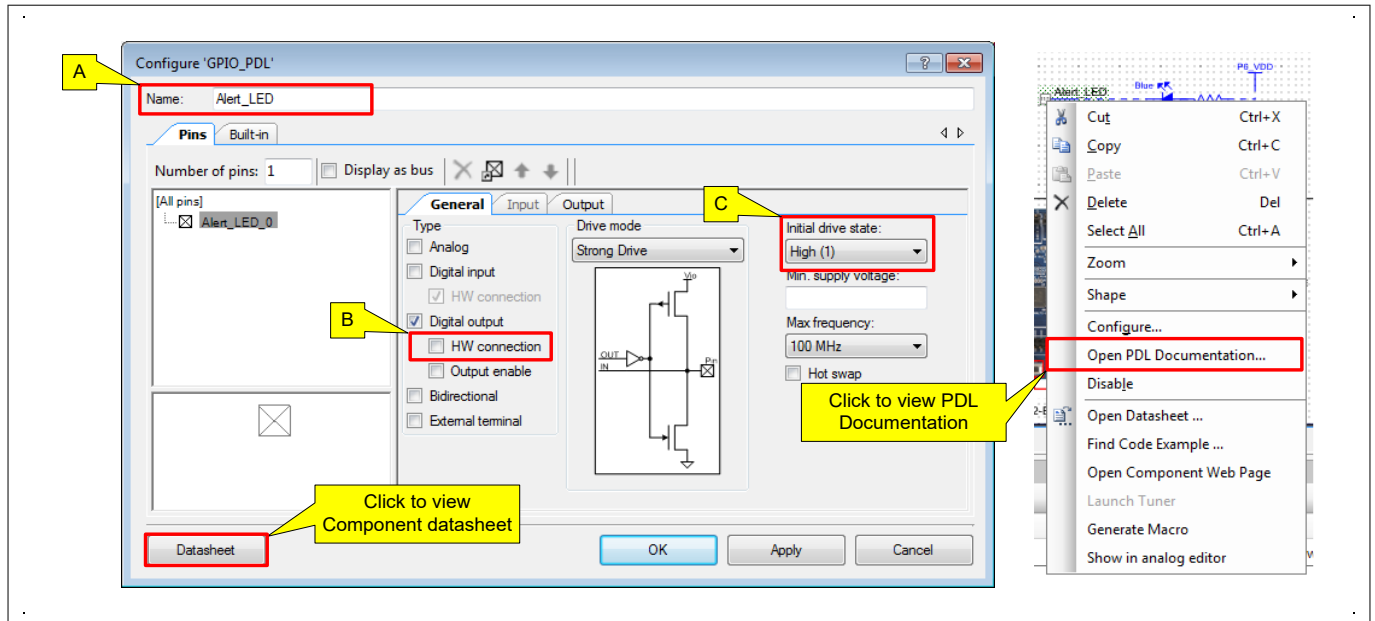 Configure 'GPIO_PDL'
A
Name: Alert_LED
Pins Built-in
Number of pins: 1 Display as bus
[All pins]
Alert_LED_0
General Input Output
Type
Analog
Digital input
HW connection
B
Digital output
HW connection
Output enable
Bidirectional
External terminal
Drive mode
Strong Drive
Vio
OUT
IN
Pin
C
Initial drive state:
High (1)
Min. supply voltage:
Max frequency:
100 MHz
Hot swap
Click to view PDL
Documentation
Click to view
Component datasheet
Datasheet
OK Apply Cancel
P6_VDD
Blue
Alert_LED
Cut Ctrl+X
Copy Ctrl+C
Paste Ctrl+V
Delete Del
Select All Ctrl+A
Zoom
Shape
Configure...
Open PDL Documentation...
Disable
Open Datasheet ...
Find Code Example ...
Open Component Web Page
Launch Tuner
Generate Macro
Show in analog editor